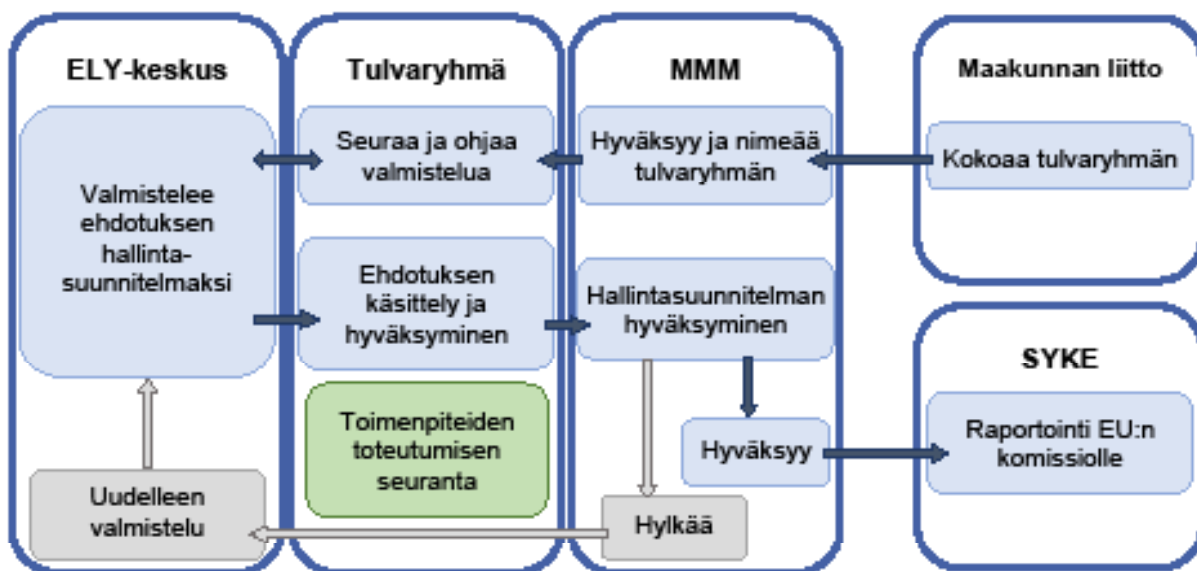 ELY-keskus
Valmistelee
ehdotuksen
hallinta-
suunnitelmaksi
Uudelleen
valmistelu
Tulvaryhmä
Seuraa ja ohjaa
valmistelua
Ehdotuksen
käsittely ja
hyväksyminen
Toimenpiteiden
toteutumisen
seuranta
MMM
Hyväksyy ja nimeää
tulvaryhmän
Hallintasuunnitelman
hyväksyminen
Hyväksyy
Hylkää
Maakunnan liitto
Kokoaa tulvaryhmän
SYKE
Raportointi EU:n
komissiolle